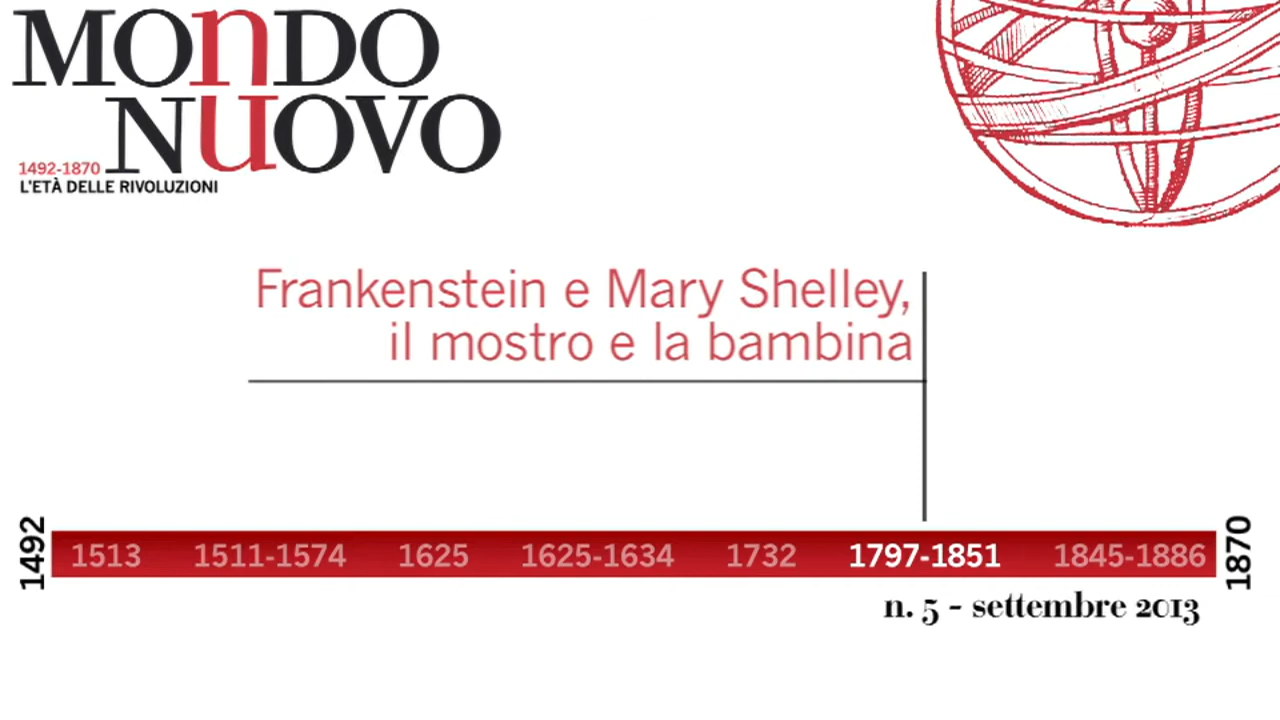 MOnDO
NuOVO
1492-1870
L'ETÀ DELLE RIVOLUZIONI
Frankenstein e Mary Shelley,
il mostro e la bambina
1492
1513 1511-1574 1625 1625-1634 1732 1797-1851 1845-1886
1870
n. 5 - settembre 2013